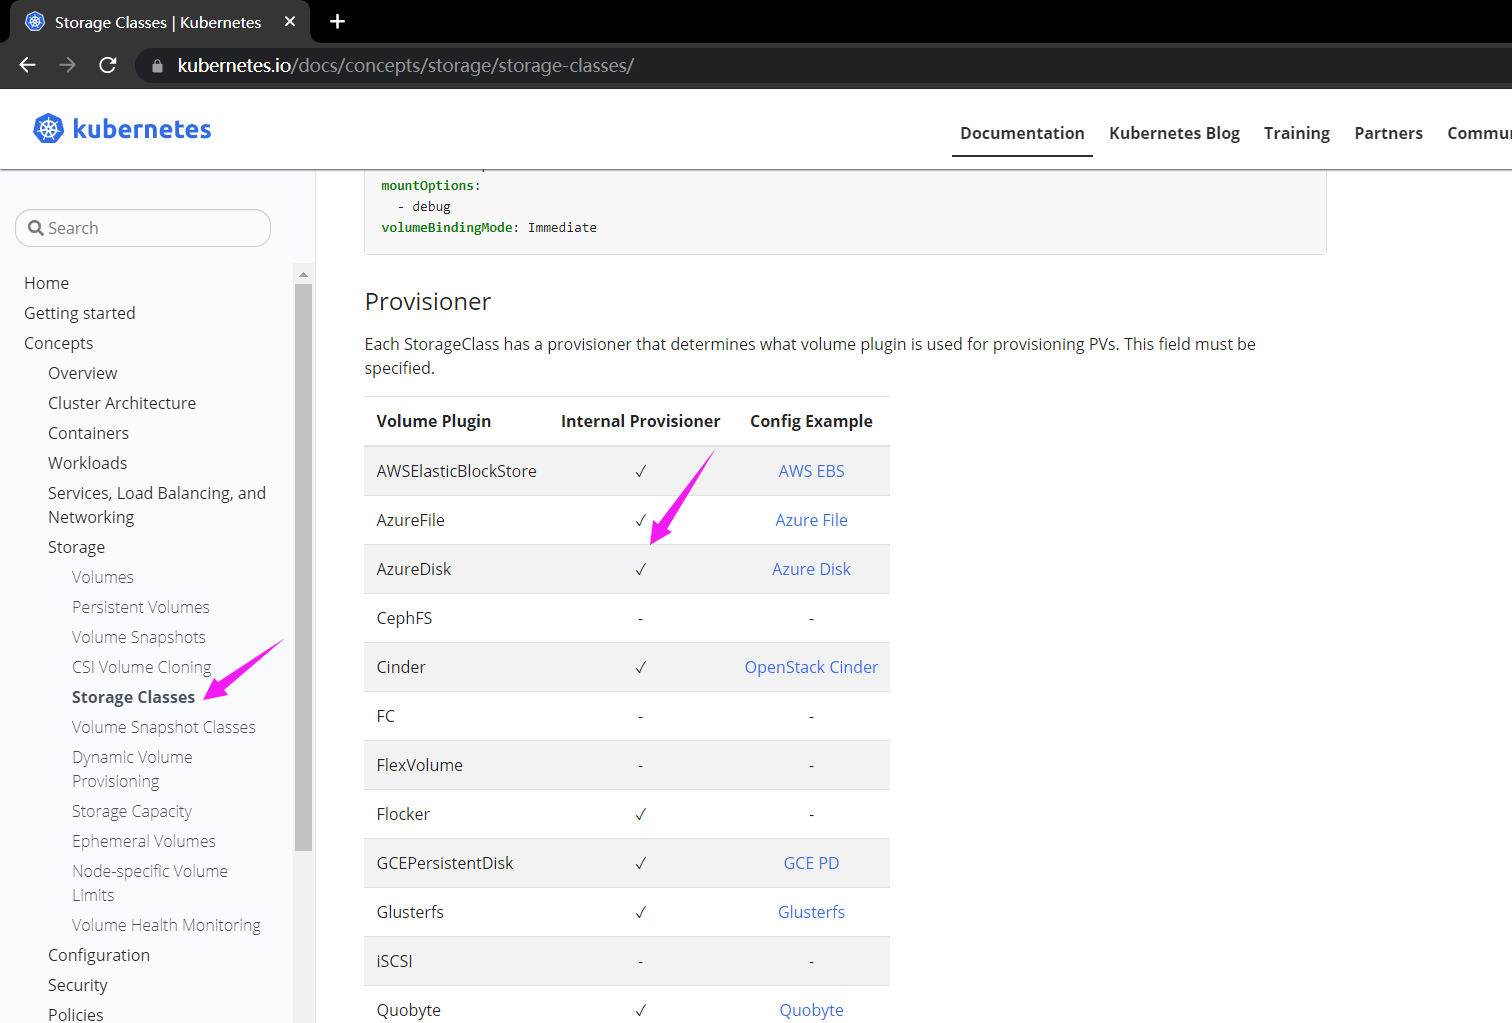 Storage Classes | Kubernetes
kubernetes.io/docs/concepts/storage/storage-classes/
kubernetes
Documentation
Kubernetes Blog
Training
Partners
mountOptions:
- debug
volumeBindingMode: Immediate
Search
Home
Getting started
Concepts
Overview
Cluster Architecture
Containers
Workloads
Services, Load Balancing, and
Networking
Storage
Volumes
Persistent Volumes
Volume Snapshots
CSI Volume Cloning
Storage Classes
Volume Snapshot Classes
Dynamic Volume
Provisioning
Storage Capacity
Ephemeral Volumes
Node-specific Volume
Limits
Volume Health Monitoring
Configuration
Security
Policies
Provisioner
Each StorageClass has a provisioner that determines what volume plugin is used for provisioning PVs. This field must be
specified.
Volume Plugin Internal Provisioner Config Example
AWSElasticBlockStore ✓ AWS EBS
AzureFile ✓ Azure File
AzureDisk ✓ Azure Disk
CephFS - -
Cinder ✓ OpenStack Cinder
FC - -
FlexVolume - -
Flocker ✓ -
GCEPersistentDisk ✓ GCE PD
Glusterfs ✓ Glusterfs
iSCSI - -
Quobyte ✓ Quobyte